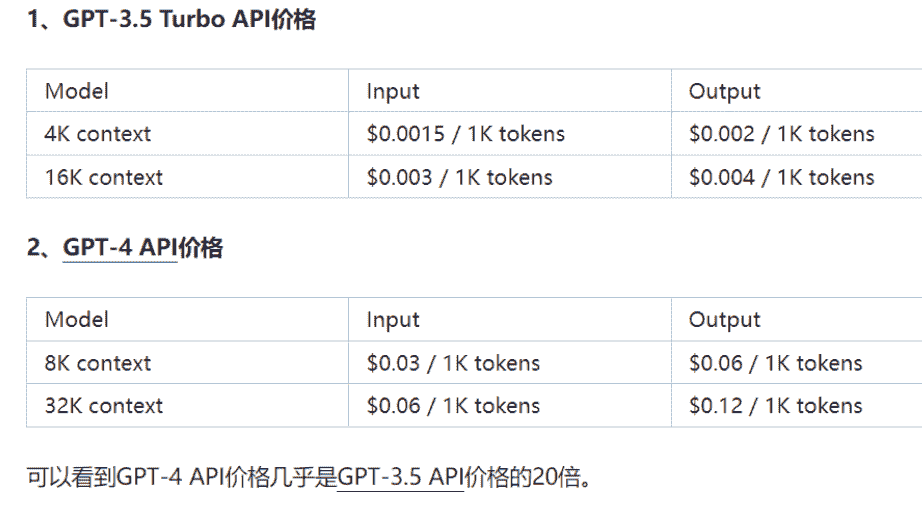 1、GPT-3.5 Turbo API价格
Model Input Output
4K context $0.0015 / 1K tokens $0.002 / 1K tokens
16K context $0.003 / 1K tokens $0.004 / 1K tokens
2、GPT-4 API价格
Model Input Output
8K context $0.03 / 1K tokens $0.06 / 1K tokens
32K context $0.06 / 1K tokens $0.12 / 1K tokens
可以看到GPT-4 API价格几乎是GPT-3.5 API价格的20倍。